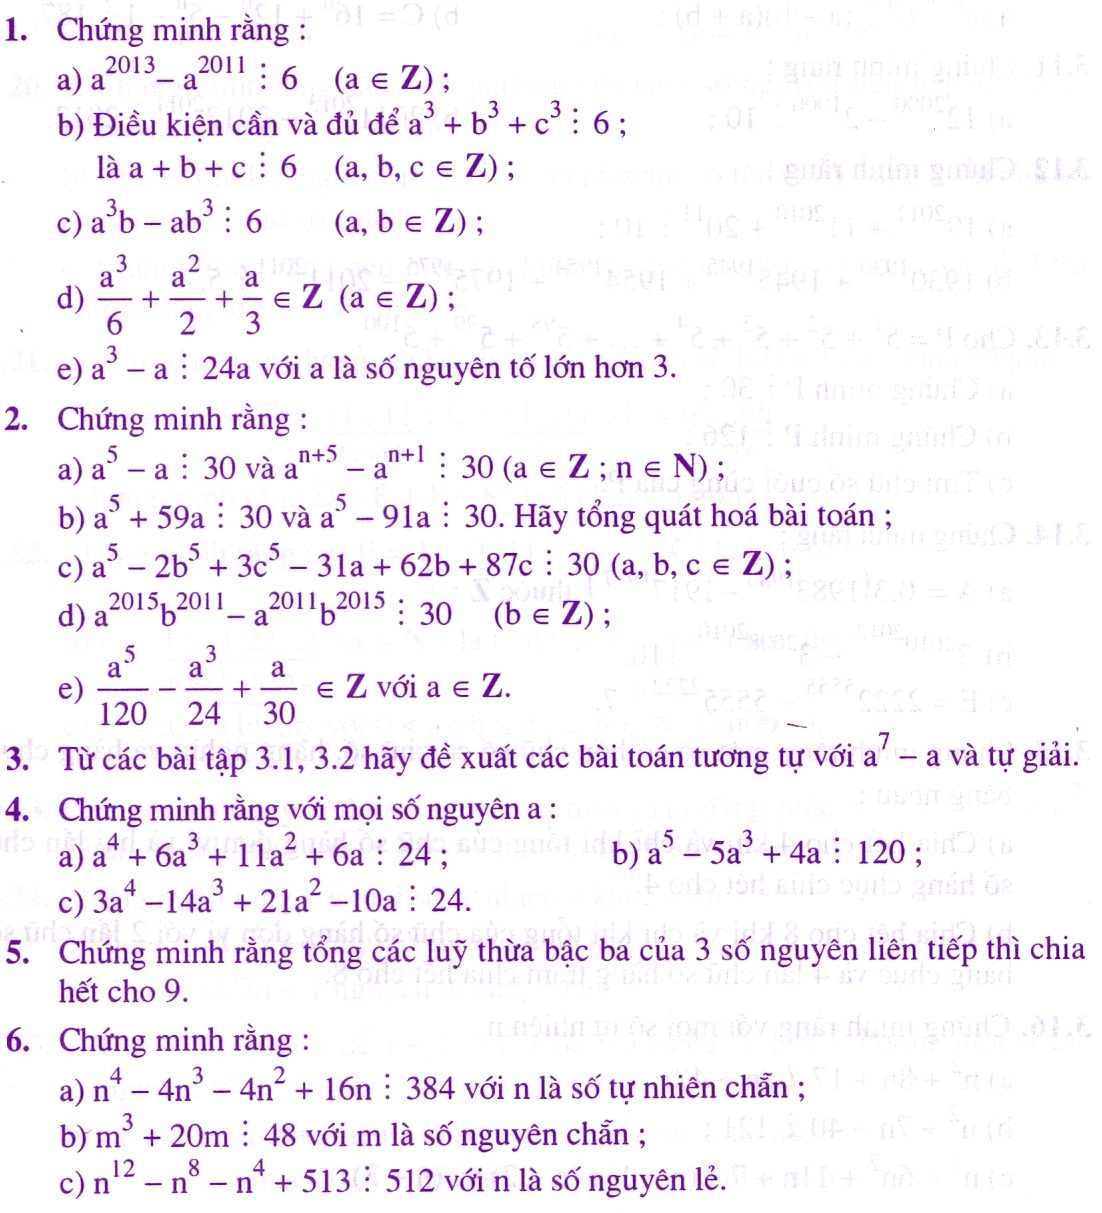 1. Chứng minh rằng :
a) a^2013 – a^2011 ⋮ 6 (a ∈ Z) ;
b) Điều kiện cần và đủ để a^3 + b^3 + c^3 ⋮ 6 ;
là a + b + c ⋮ 6 (a, b, c ∈ Z) ;
c) a^3b – ab^3 ⋮ 6 (a, b ∈ Z) ;
d) a^3/6 + a^2/2 + a/3 ∈ Z (a ∈ Z) ;
e) a^3 – a ⋮ 24a với a là số nguyên tố lớn hơn 3.
2. Chứng minh rằng :
a) a^5 – a ⋮ 30 và a^(n+5) – a^(n+1) ⋮ 30 (a ∈ Z ; n ∈ N) ;
b) a^5 + 59a ⋮ 30 và a^5 – 91a ⋮ 30. Hãy tổng quát hoá bài toán ;
c) a^5 – 2b^5 + 3c^5 – 31a + 62b + 87c ⋮ 30 (a, b, c ∈ Z) ;
d) a^2015b^2011 – a^2011b^2015 ⋮ 30 (b ∈ Z) ;
e) a^5/120 – a^3/24 + a/30 ∈ Z với a ∈ Z.
3. Từ các bài tập 3.1, 3.2 hãy đề xuất các bài toán tương tự với a^7 – a và tự giải.
4. Chứng minh rằng với mọi số nguyên a :
a) a^4 + 6a^3 + 11a^2 + 6a ⋮ 24 ; b) a^5 – 5a^3 + 4a ⋮ 120 ;
c) 3a^4 – 14a^3 + 21a^2 – 10a ⋮ 24.
5. Chứng minh rằng tổng các luỹ thừa bậc ba của 3 số nguyên liên tiếp thì chia
hết cho 9.
6. Chứng minh rằng :
a) n^4 – 4n^3 – 4n^2 + 16n ⋮ 384 với n là số tự nhiên chẵn ;
b) m^3 + 20m ⋮ 48 với m là số nguyên chẵn ;
c) n^12 – n^8 – n^4 + 513 ⋮ 512 với n là số nguyên lẻ.